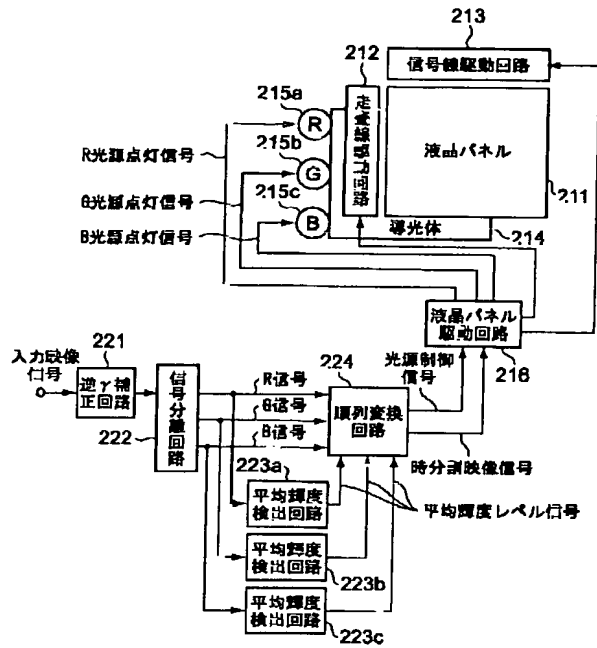 213
信号線駆動回路
212
走査線駆動回路
215a
R
215b
G
215c
B
液晶パネル
211
導光体
214
R光源点灯信号
G光源点灯信号
B光源点灯信号
液晶パネル
駆動回路
216
光源制御
信号
時分割映像信号
入力映像
信号
221
逆γ補
正回路
信号分離回路
222
R信号
G信号
B信号
224
順列変換
回路
平均輝度レベル信号
223a
平均輝度
検出回路
平均輝度
検出回路
223b
平均輝度
検出回路
223c